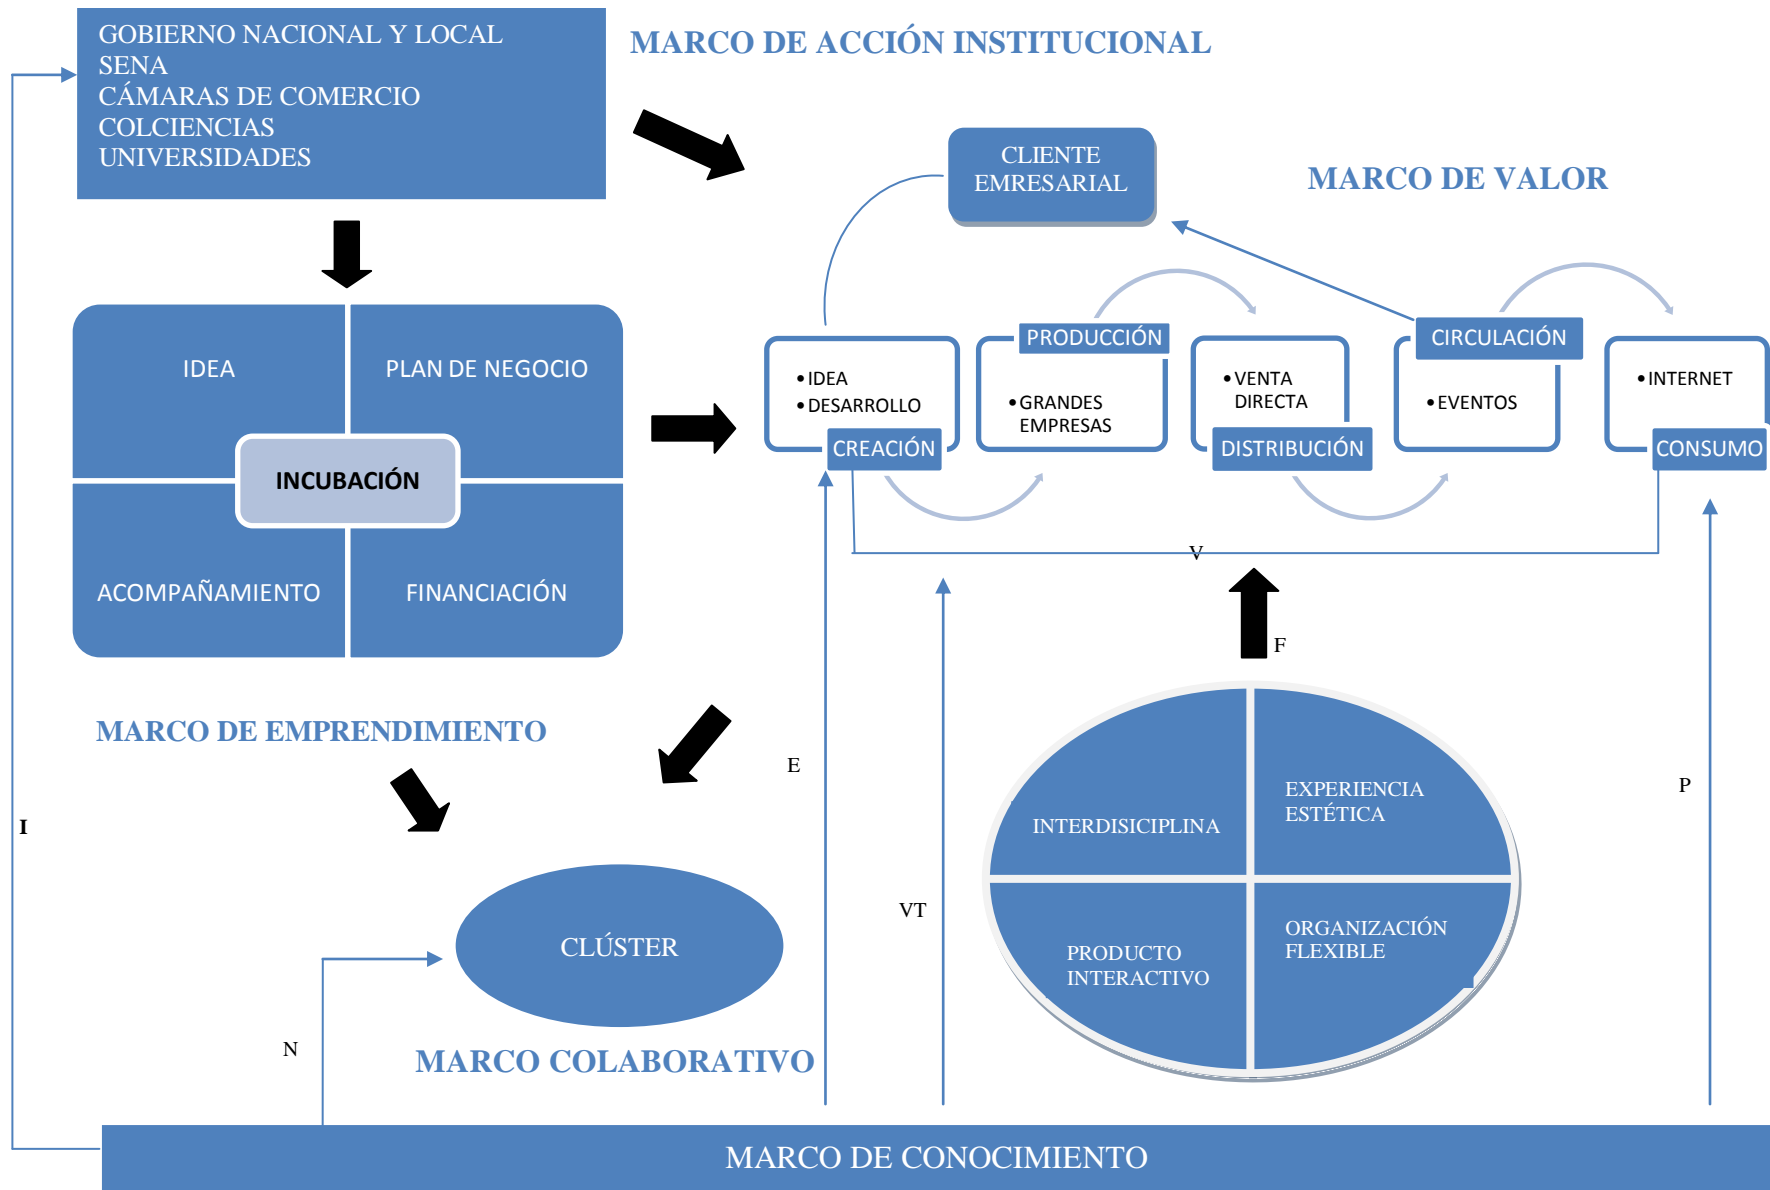 GOBIERNO NACIONAL Y LOCAL
SENA
CÁMARAS DE COMERCIO
COLCIENCIAS
UNIVERSIDADES
MARCO DE ACCIÓN INSTITUCIONAL
CLIENTE
EMRESARIAL
MARCO DE VALOR
IDEA
PLAN DE NEGOCIO
INCUBACIÓN
ACOMPAÑAMIENTO
FINANCIACIÓN
•IDEA
•DESARROLLO
CREACIÓN
PRODUCCIÓN
•GRANDES
EMPRESAS
•VENTA
DIRECTA
DISTRIBUCIÓN
CIRCULACIÓN
•EVENTOS
•INTERNET
CONSUMO
V
F
MARCO DE EMPRENDIMIENTO
E
P
I
INTERDISICIPLINA
EXPERIENCIA
ESTÉTICA
PRODUCTO
INTERACTIVO
ORGANIZACIÓN
FLEXIBLE
VT
CLÚSTER
N
MARCO COLABORATIVO
MARCO DE CONOCIMIENTO